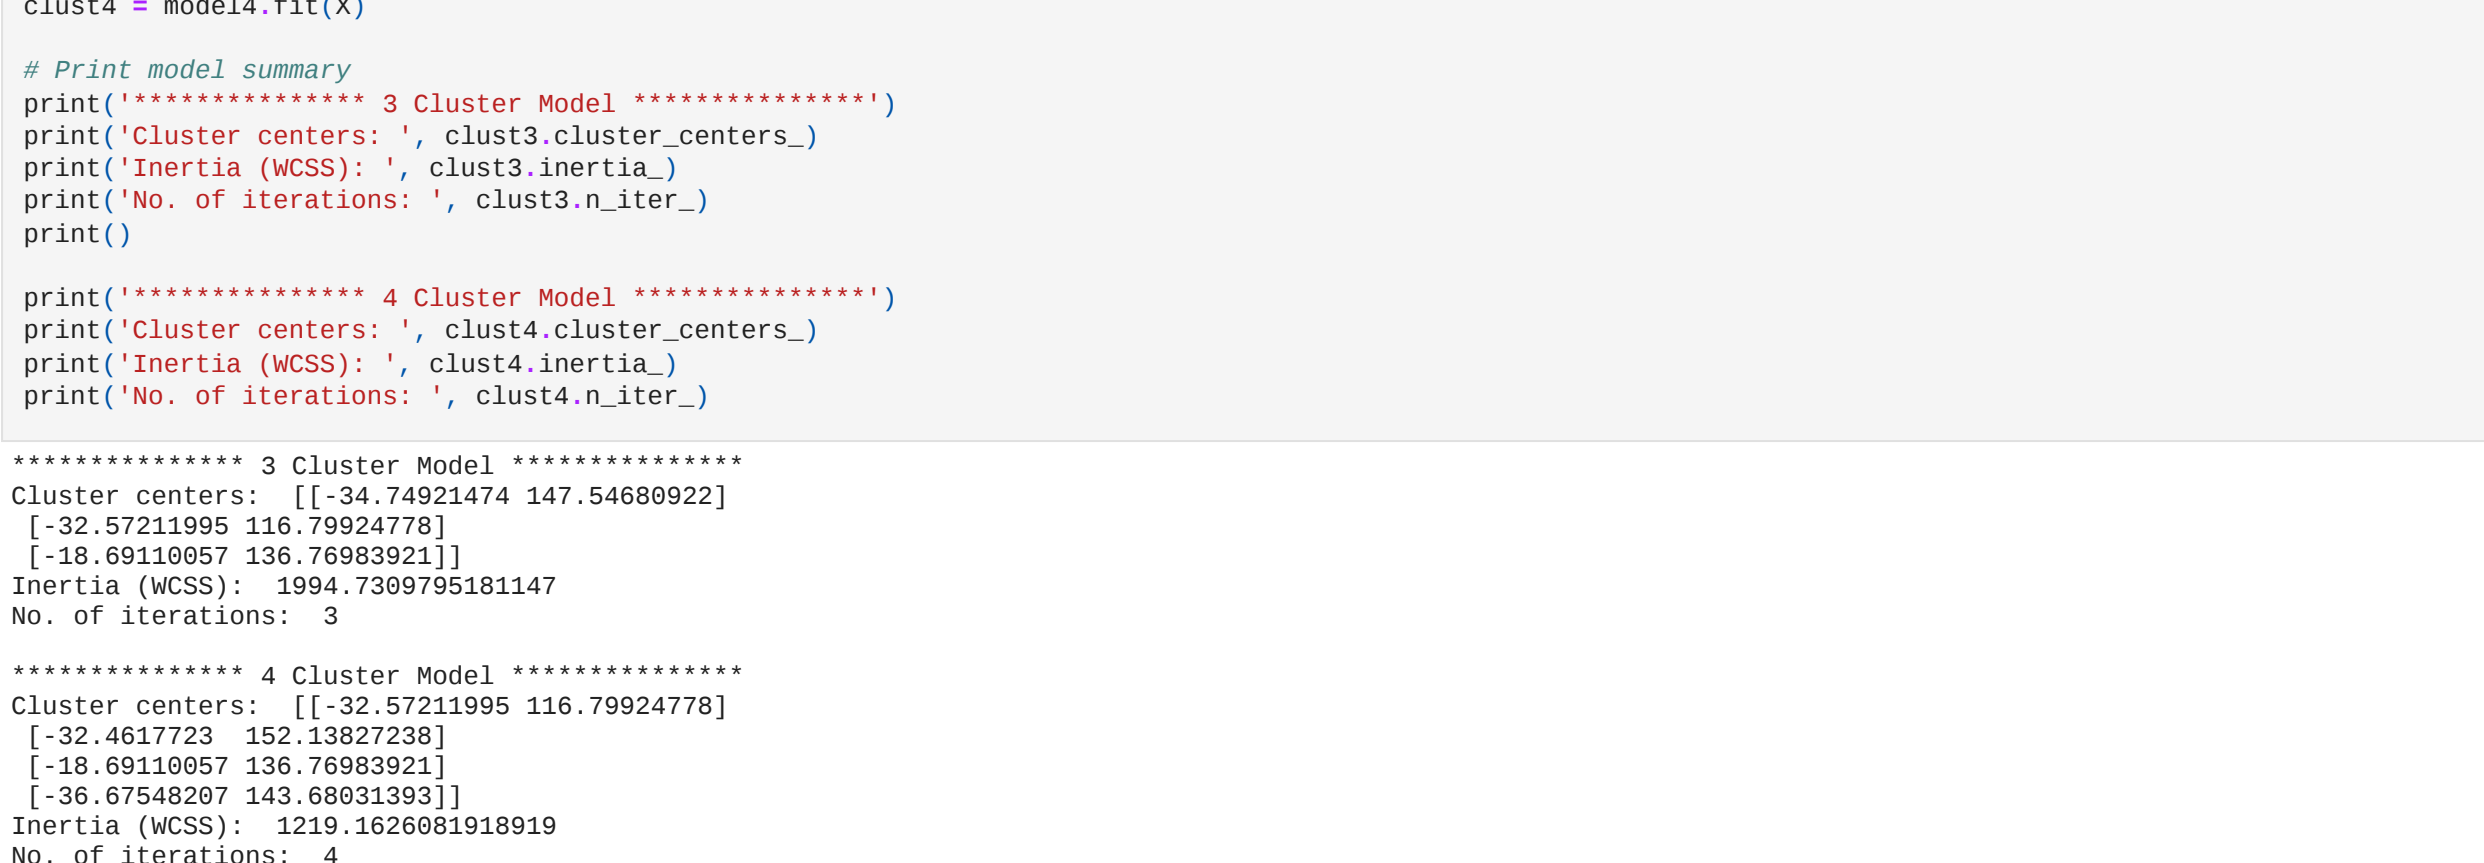 clust4 = model4.fit(X)
# Print model summary
print('*************** 3 Cluster Model ***************')
print('Cluster centers: ', clust3.cluster_centers_)
print('Inertia (WCSS): ', clust3.inertia_)
print('No. of iterations: ', clust3.n_iter_)
print()
print('*************** 4 Cluster Model ***************')
print('Cluster centers: ', clust4.cluster_centers_)
print('Inertia (WCSS): ', clust4.inertia_)
print('No. of iterations: ', clust4.n_iter_)
*************** 3 Cluster Model ***************
Cluster centers:  [[-34.74921474 147.54680922]
 [-32.57211995 116.79924778]
 [-18.69110057 136.76983921]]
Inertia (WCSS):  1994.7309795181147
No. of iterations:  3
*************** 4 Cluster Model ***************
Cluster centers:  [[-32.57211995 116.79924778]
 [-32.4617723  152.13827238]
 [-18.69110057 136.76983921]
 [-36.67548207 143.68031393]]
Inertia (WCSS):  1219.1626081918919
No. of iterations:  4